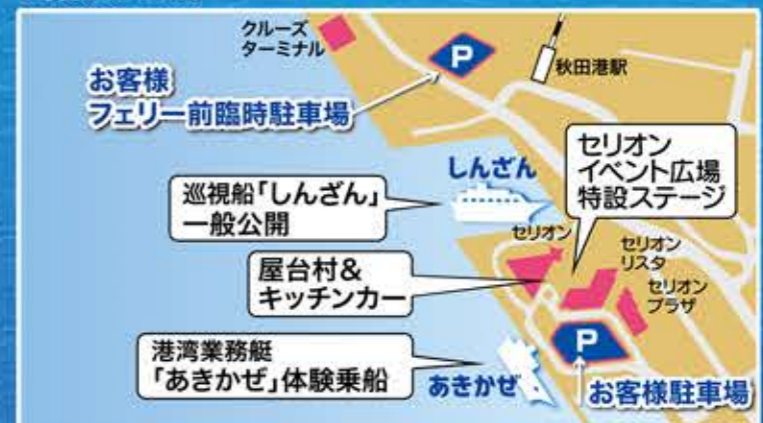 クルーズ
ターミナル
P
秋田港駅
お客様
フェリー前臨時駐車場
しんざん
セリオン
イベント広場
特設ステージ
巡視船「しんざん」
一般公開
セリオン
セリオン
リスタ
屋台村&
キッチンカー
セリオン
プラザ
港湾業務艇
「あきかぜ」体験乗船
あきかぜ
P
お客様駐車場